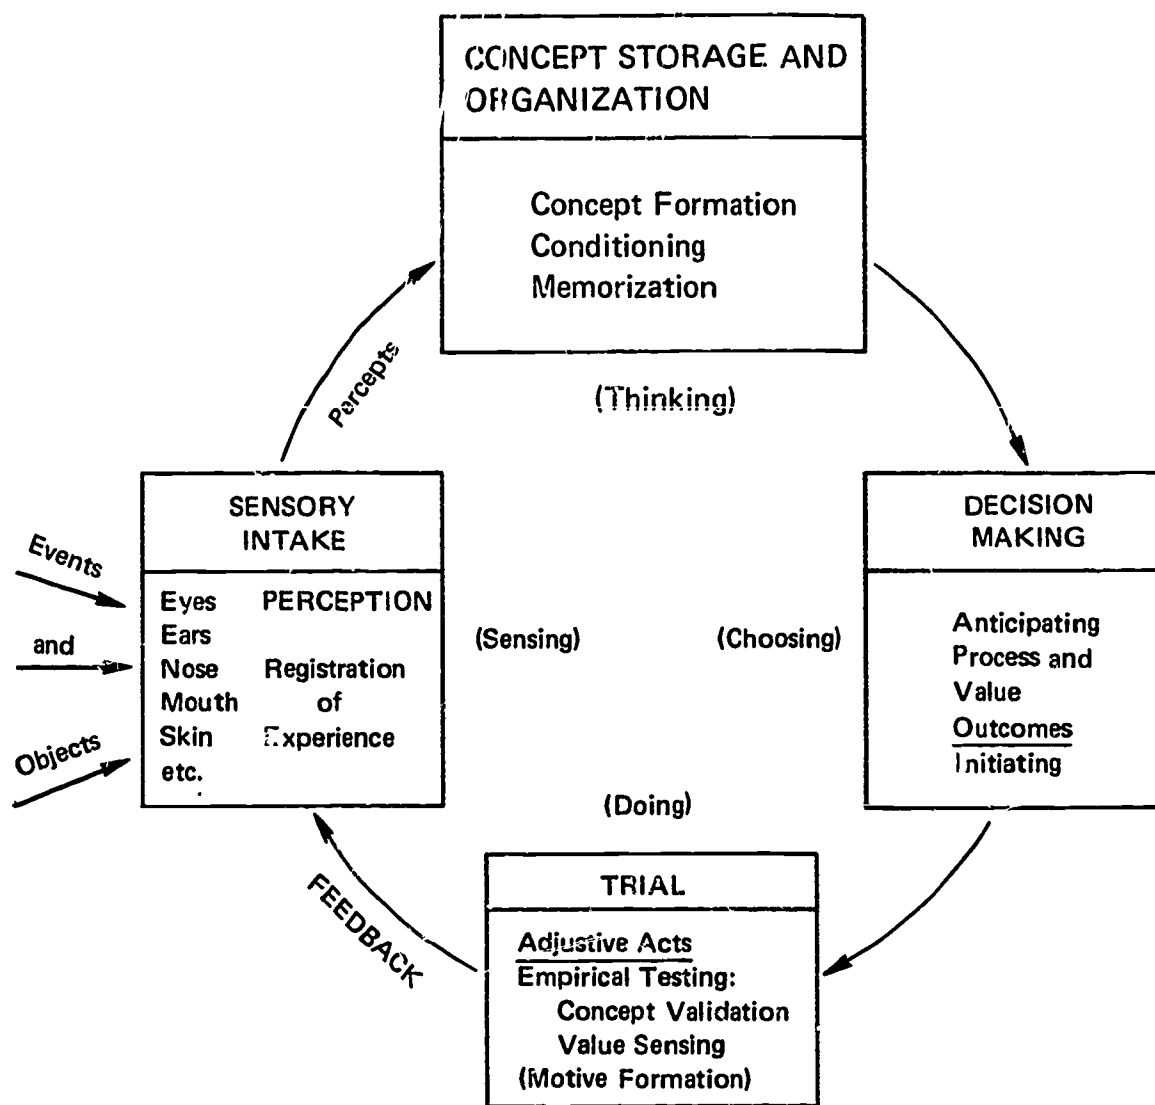 CONCEPT STORAGE AND
ORGANIZATION
Concept Formation
Conditioning
Memorization
Percepts
(Thinking)
SENSORY
INTAKE
Events
and
Objects
Eyes PERCEPTION
Ears
Nose Registration
Mouth of
Skin Experience
etc.
(Sensing)
(Choosing)
DECISION
MAKING
Anticipating
Process and
Value
Outcomes
Initiating
(Doing)
FEEDBACK
TRIAL
Adjustive Acts
Empirical Testing:
Concept Validation
Value Sensing
(Motive Formation)